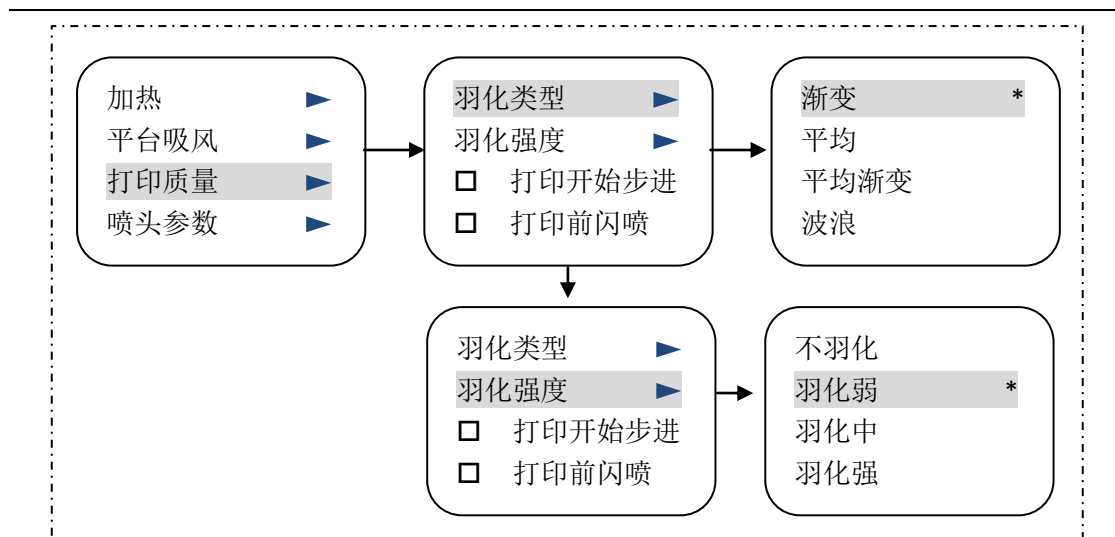 加热
平台吸风
打印质量
喷头参数
羽化类型
羽化强度
打印开始步进
打印前闪喷
渐变 *
平均
平均渐变
波浪
羽化类型
羽化强度
打印开始步进
打印前闪喷
不羽化
羽化弱 *
羽化中
羽化强